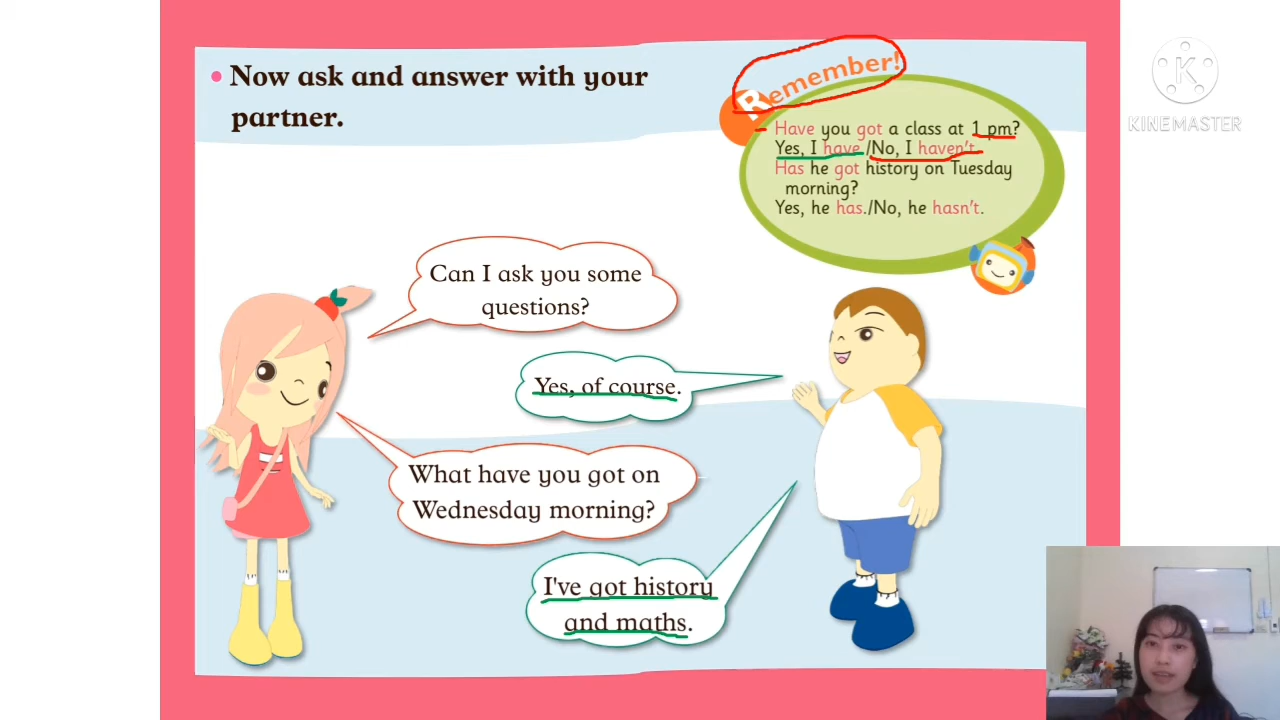 • Now ask and answer with your
partner.
Remember!
Have you got a class at 1 pm?
Yes, I have /No, I haven't.
Has he got history on Tuesday
morning?
Yes, he has./No, he hasn't.
K
KINEMASTER
Can I ask you some
questions?
Yes, of course.
What have you got on
Wednesday morning?
I've got history
and maths.